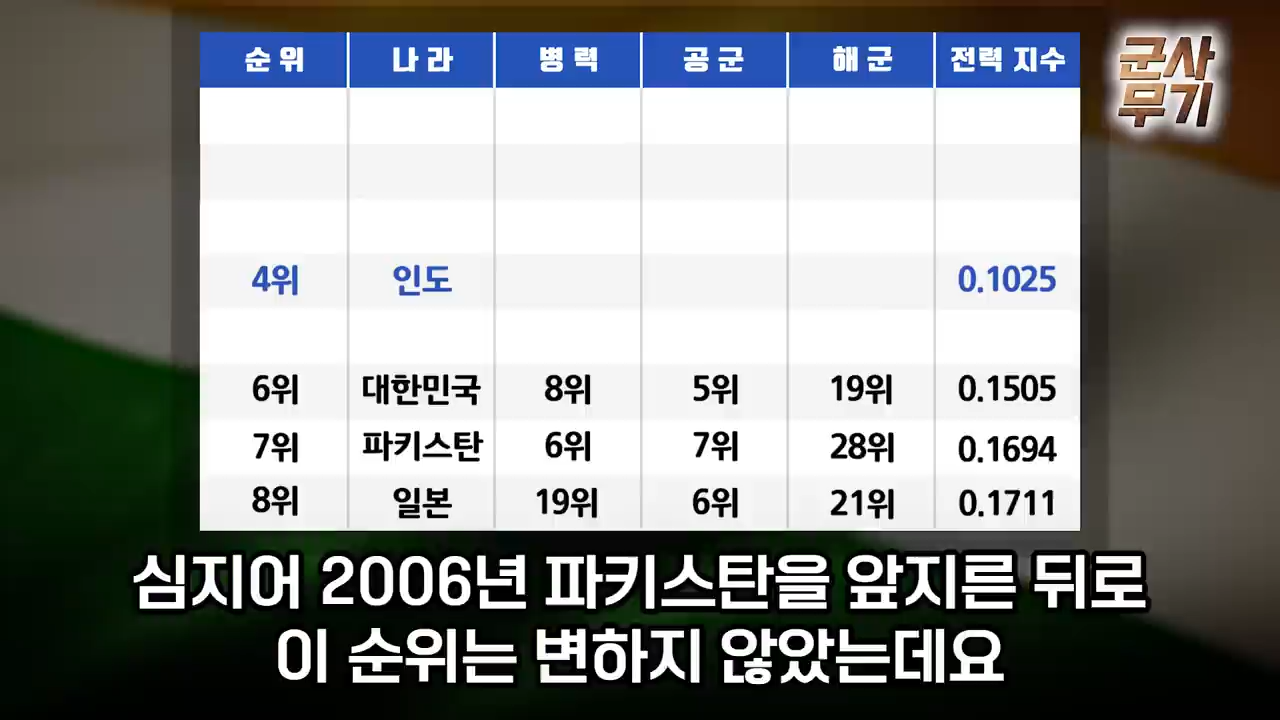 순위 나라 병력 공군 해군 전력 지수
군사
무기
4위 인도 0.1025
6위 대한민국 8위 5위 19위 0.1505
7위 파키스탄 6위 7위 28위 0.1694
8위 일본 19위 6위 21위 0.1711
심지어 2006년 파키스탄을 앞지른 뒤로
이 순위는 변하지 않았는데요